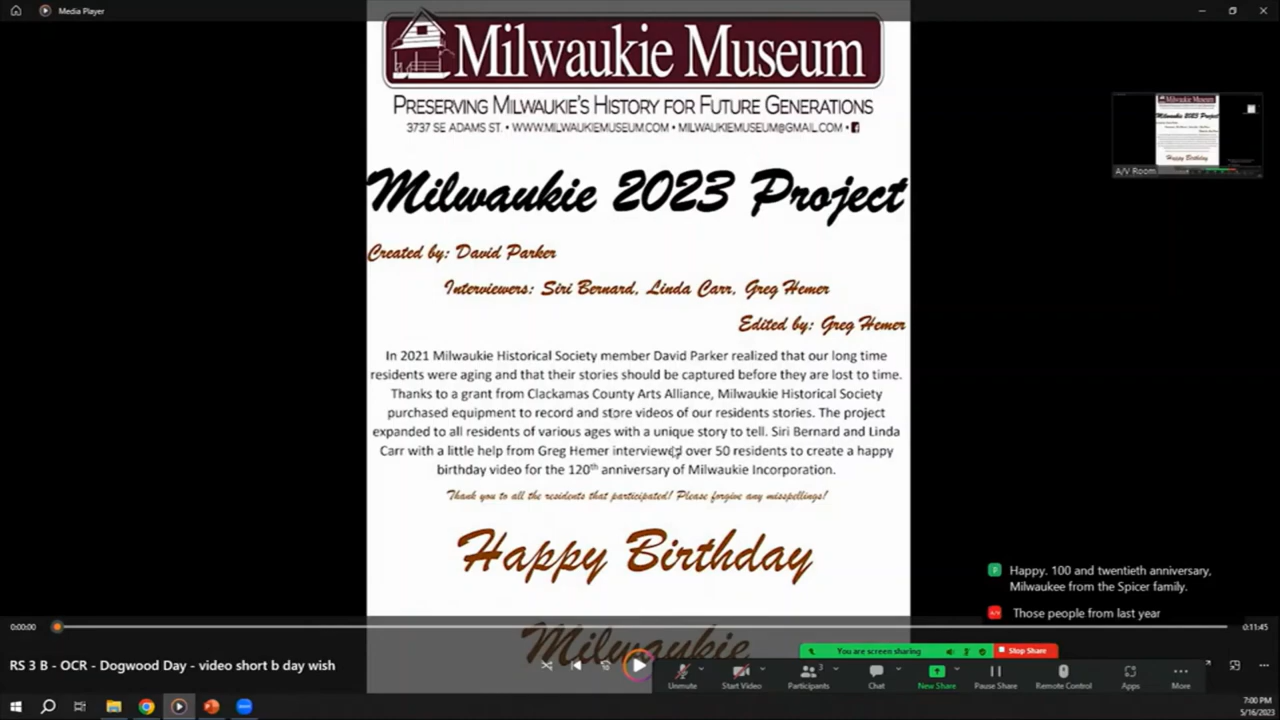 Media Player
Milwaukie Museum
PRESERVING MILWAUKIE'S HISTORY FOR FUTURE GENERATIONS
3737 SE ADAMS ST. • WWW.MILWAUKIEMUSEUM.COM • MILWAUKIEMUSEUM@GMAIL.COM •
Milwaukie 2023 Project
Created by: David Parker
Interviewers: Siri Bernard, Linda Carr, Greg Hemer
Edited by: Greg Hemer
In 2021 Milwaukie Historical Society member David Parker realized that our long time
residents were aging and that their stories should be captured before they are lost to time.
Thanks to a grant from Clackamas County Arts Alliance, Milwaukie Historical Society
purchased equipment to record and store videos of our residents stories. The project
expanded to all residents of various ages with a unique story to tell. Siri Bernard and Linda
Carr with a little help from Greg Hemer interviewed over 50 residents to create a happy
birthday video for the 120th anniversary of Milwaukie Incorporation.
Thank you to all the residents that participated! Please forgive any misspellings!
Happy Birthday
Milwaukie
Milwaukie Museum
Milwaukie 2023 Project
Happy Birthday
A/V Room
P Happy. 100 and twentieth anniversary,
Milwaukee from the Spicer family.
A/V Those people from last year
0:00:00
0:11:45
RS 3 B - OCR - Dogwood Day - video short b day wish
You are screen sharing
Stop Share
Unmute
Start Video
Participants 3
Chat
New Share
Pause Share
Remote Control
Apps
More
7:00 PM
5/16/2023